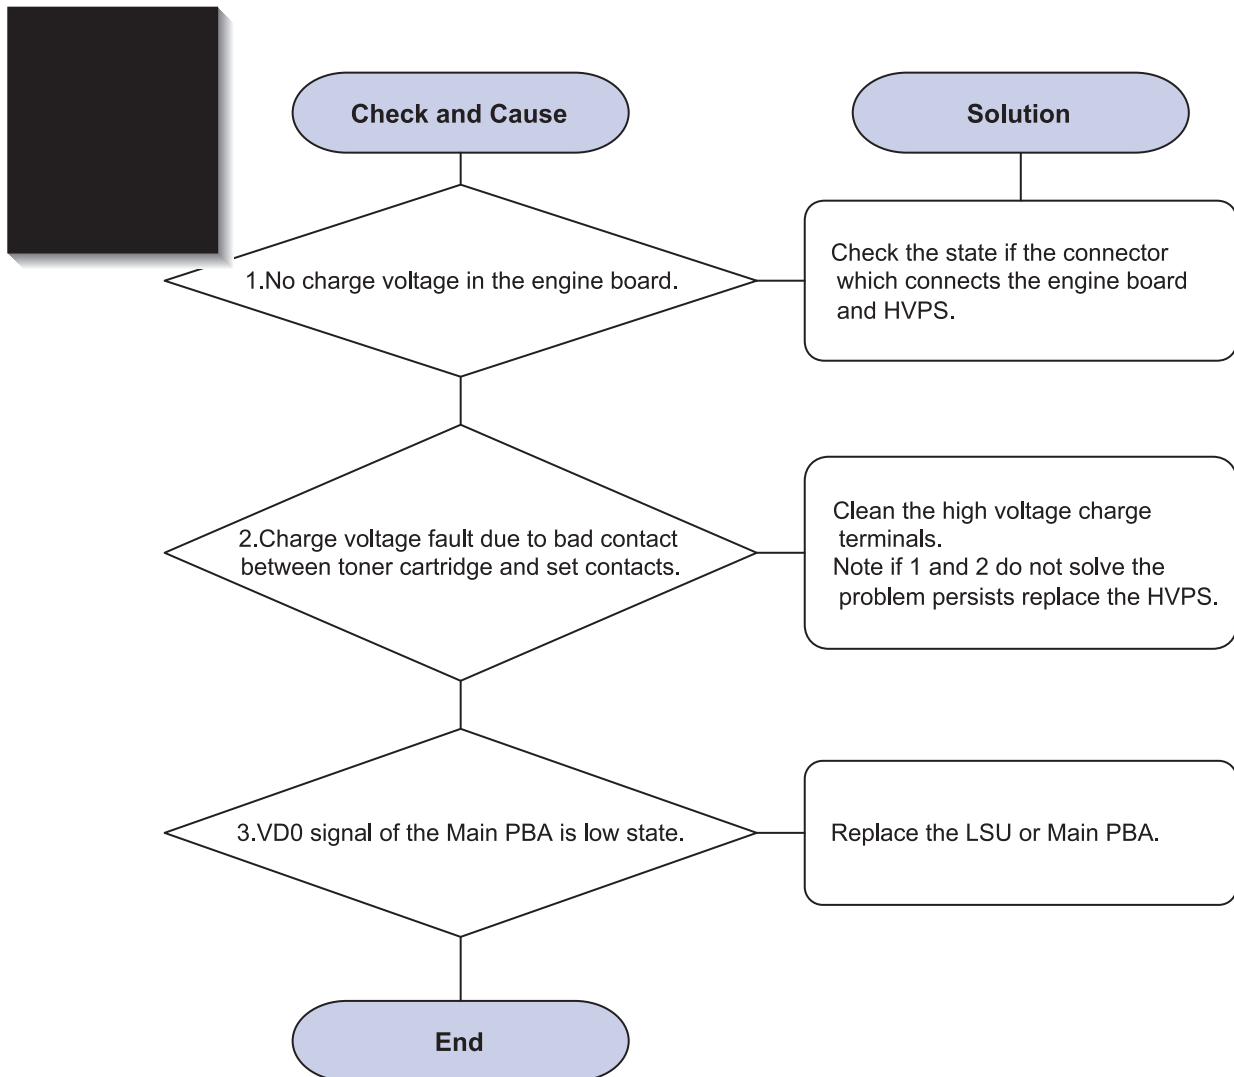 Check and Cause
Solution
1.No charge voltage in the engine board.
Check the state if the connector
which connects the engine board
and HVPS.
2.Charge voltage fault due to bad contact
between toner cartridge and set contacts.
Clean the high voltage charge
terminals.
Note if 1 and 2 do not solve the
problem persists replace the HVPS.
3.VD0 signal of the Main PBA is low state.
Replace the LSU or Main PBA.
End